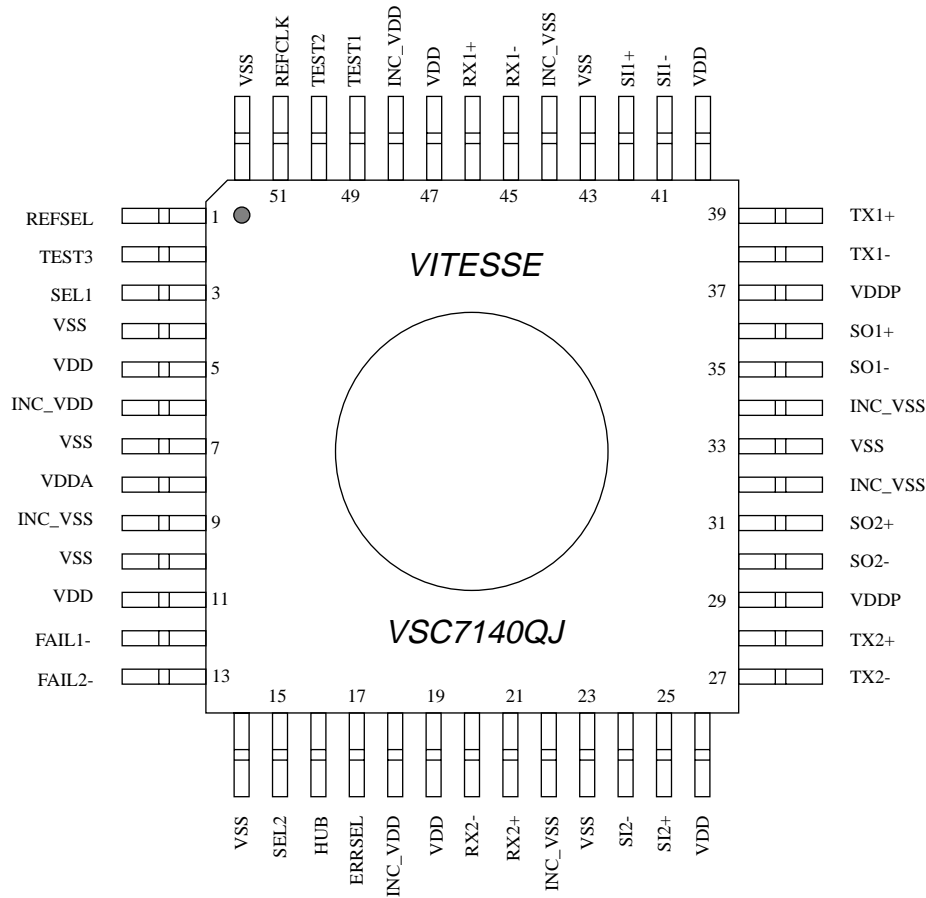 VSS
REFCLK
TEST2
TEST1
INC_VDD
VDD
RX1+
RX1-
INC_VSS
VSS
SI1+
SI1-
VDD
51
49
47
45
43
41
REFSEL
1
39
TX1+
TEST3
TX1-
VITESSE
SEL1
3
37
VDDP
VSS
SO1+
VDD
5
35
SO1-
INC_VDD
INC_VSS
VSS
7
33
VSS
VDDA
INC_VSS
INC_VSS
9
31
SO2+
VSS
SO2-
VDD
11
29
VDDP
VSC7140QJ
FAIL1-
TX2+
FAIL2-
13
27
TX2-
15
17
19
21
23
25
VSS
SEL2
HUB
ERRSEL
INC_VDD
VDD
RX2-
RX2+
INC_VSS
VSS
SI2-
SI2+
VDD